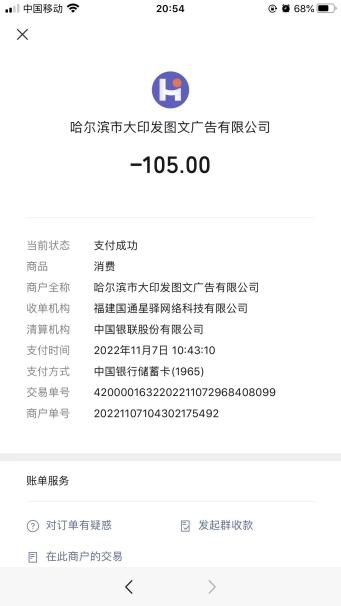 中国移动 20:54 68%
哈尔滨市大印发图文广告有限公司
-105.00
当前状态 支付成功
商品 消费
商户全称 哈尔滨市大印发图文广告有限公司
收单机构 福建国通星驿网络科技有限公司
清算机构 中国银联股份有限公司
支付时间 2022年11月7日 10:43:10
支付方式 中国银行储蓄卡(1965)
交易单号 4200001632202211072968408099
商户单号 20221107104302175492
账单服务
对订单有疑惑 发起群收款
在此商户的交易